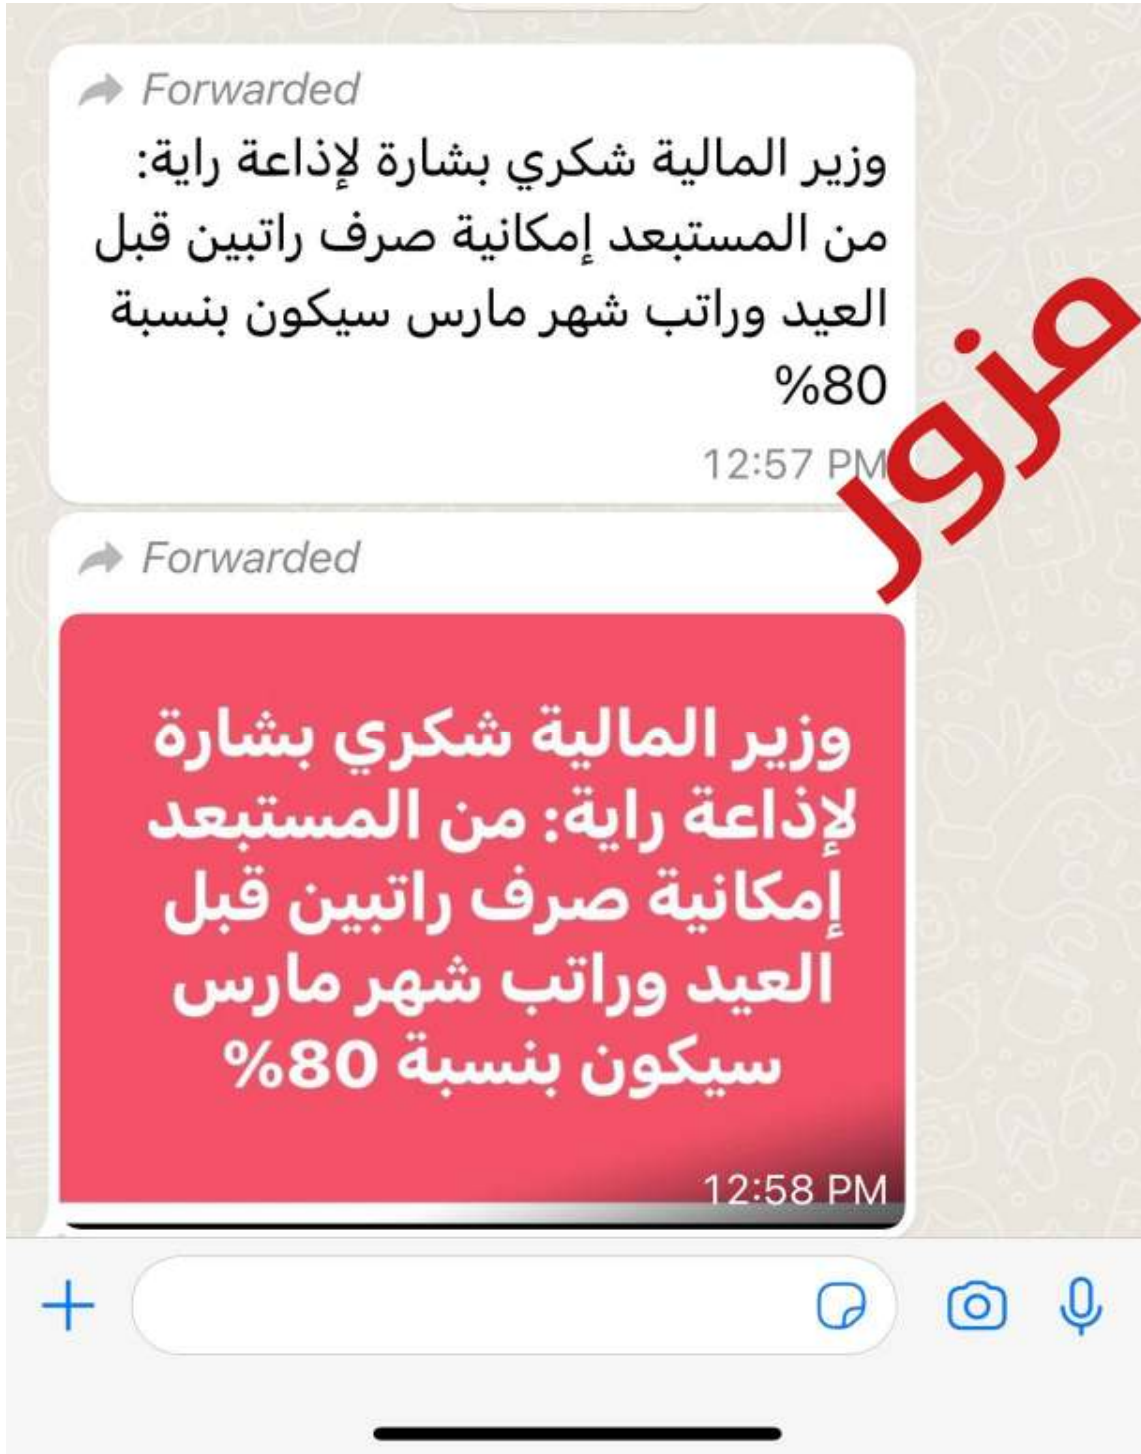 Forwarded
وزير المالية شكري بشارة لإذاعة راية:
من المستبعد إمكانية صرف راتبين قبل
العيد وراتب شهر مارس سيكون بنسبة
80%
12:57 PM
مزور
Forwarded
وزير المالية شكري بشارة
لإذاعة راية: من المستبعد
إمكانية صرف راتبين قبل
العيد وراتب شهر مارس
سيكون بنسبة 80%
12:58 PM